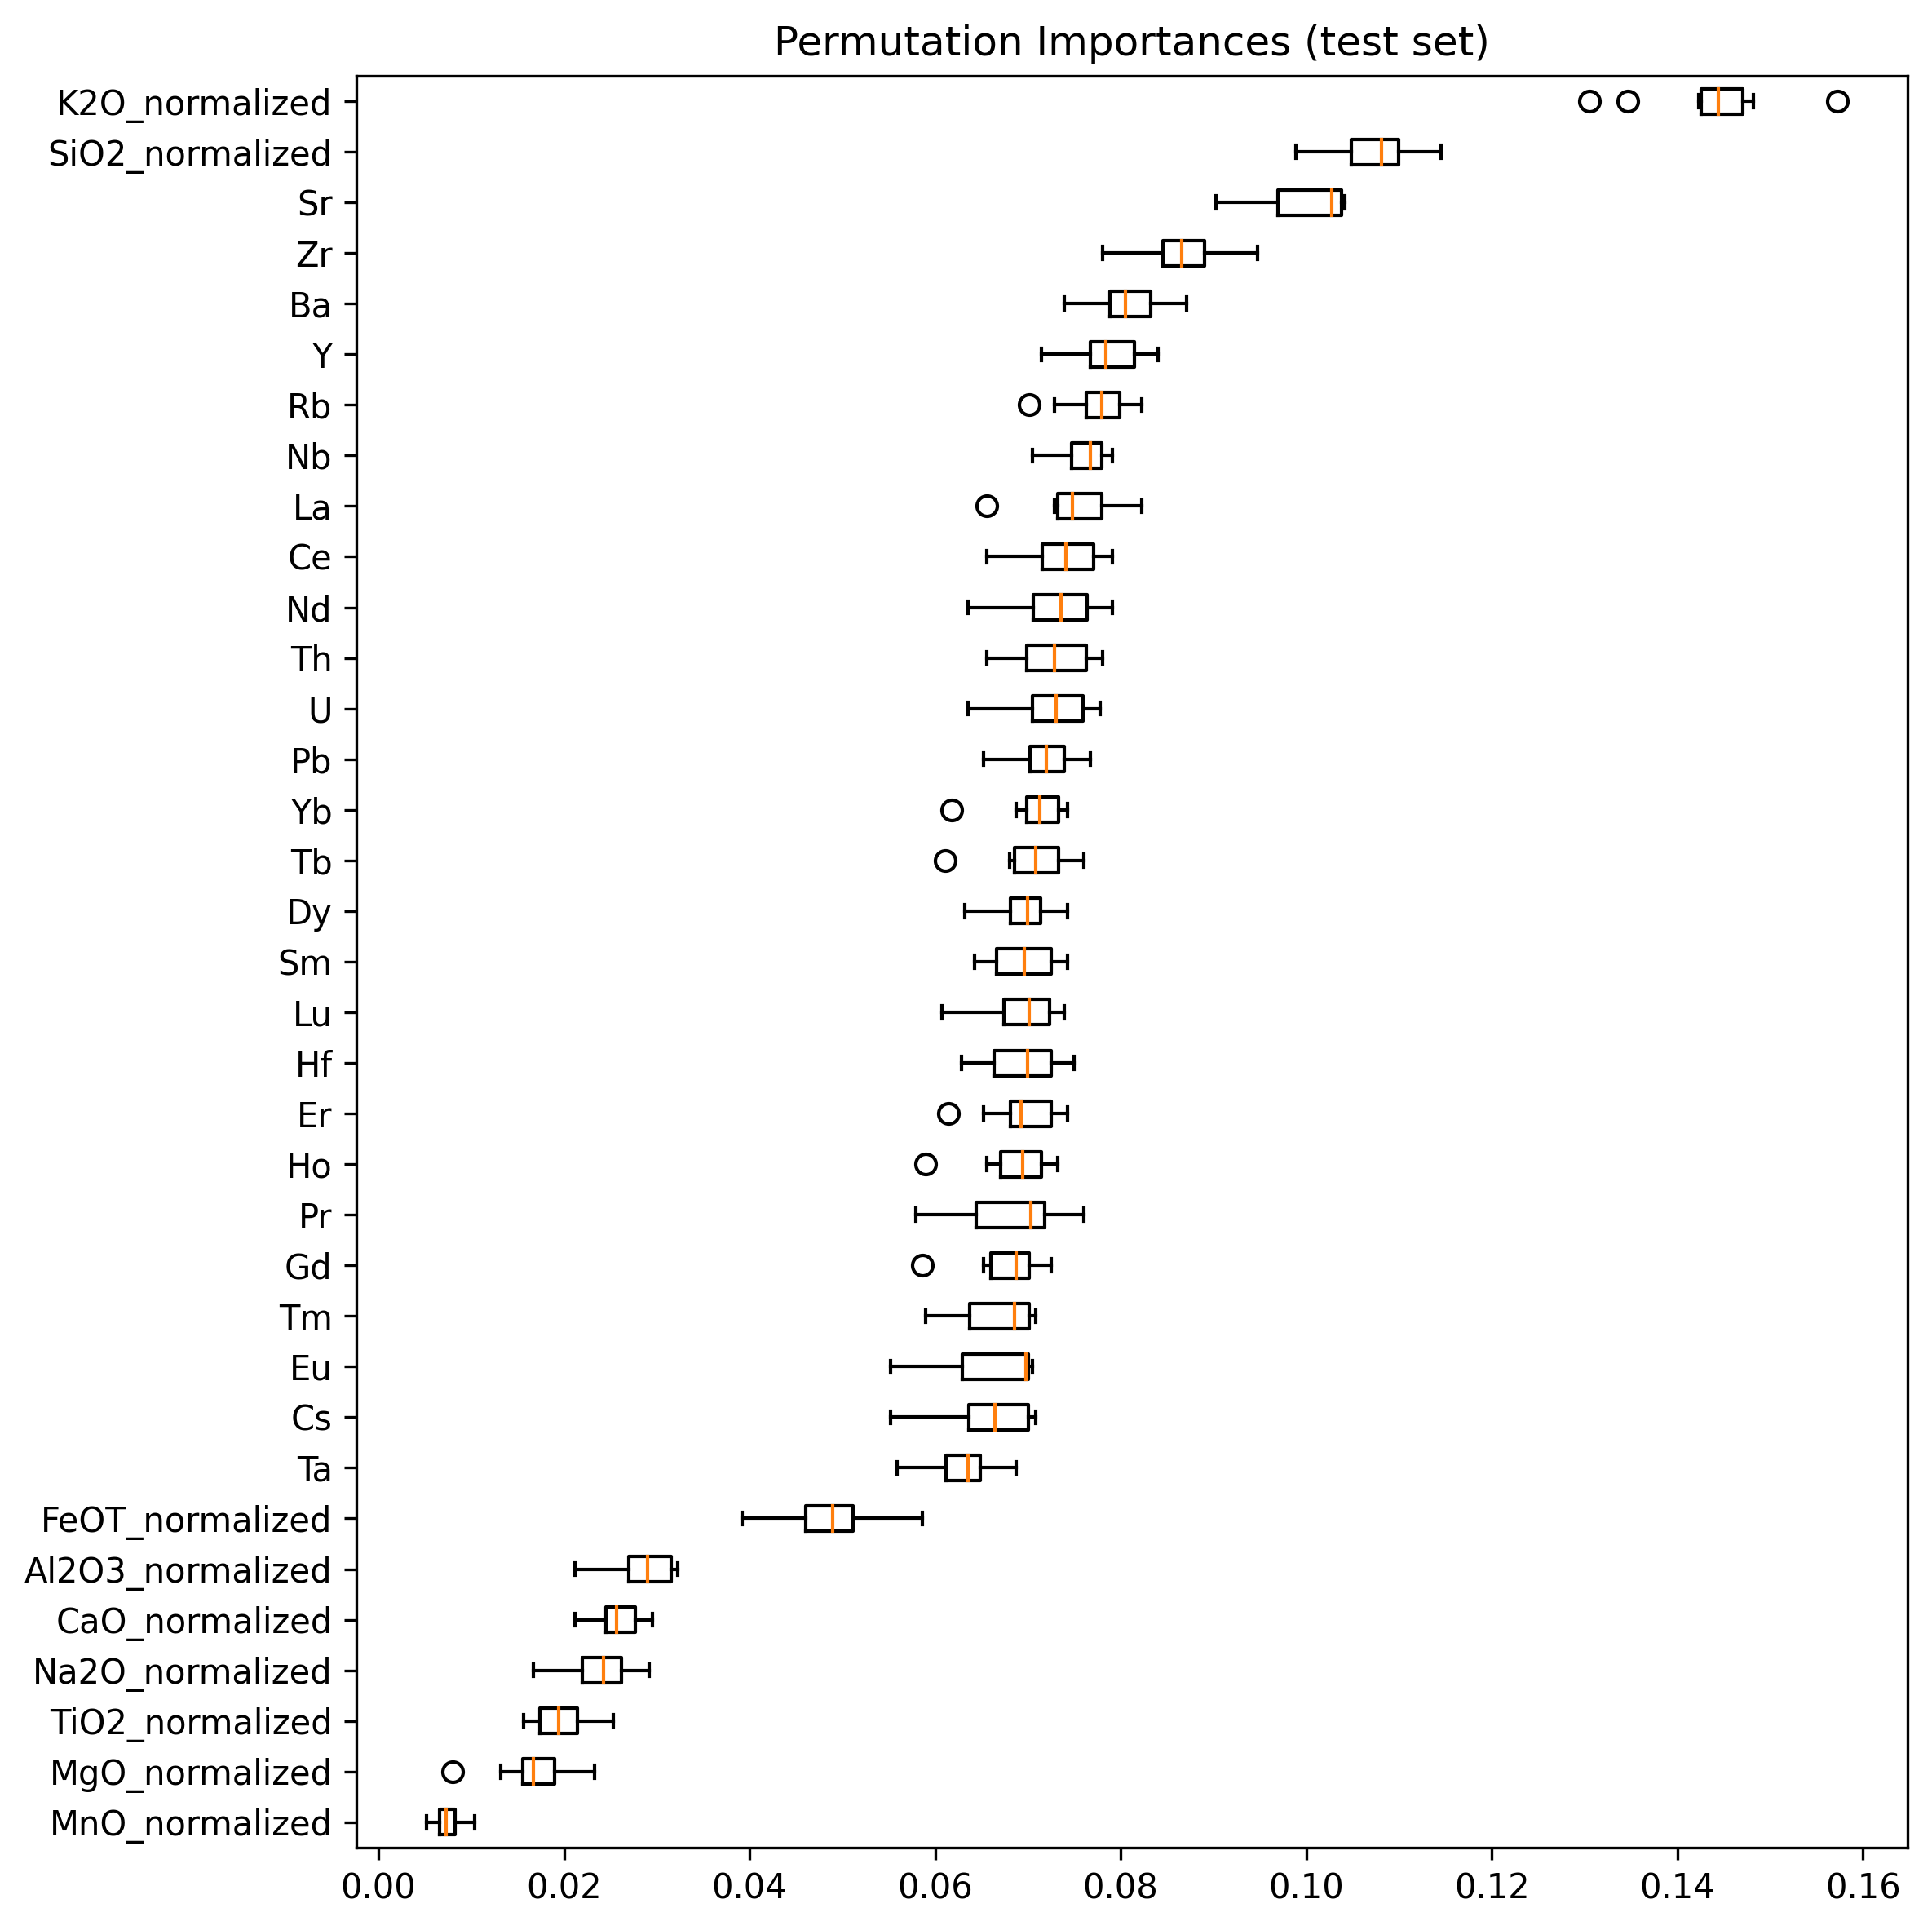 Permutation Importances (test set)
K2O_normalized
SiO2_normalized
Sr
Zr
Ba
Y
Rb
Nb
La
Ce
Nd
Th
U
Pb
Yb
Tb
Dy
Sm
Lu
Hf
Er
Ho
Pr
Gd
Tm
Eu
Cs
Ta
FeOT_normalized
Al2O3_normalized
CaO_normalized
Na2O_normalized
TiO2_normalized
MgO_normalized
MnO_normalized
0.00 0.02 0.04 0.06 0.08 0.10 0.12 0.14 0.16